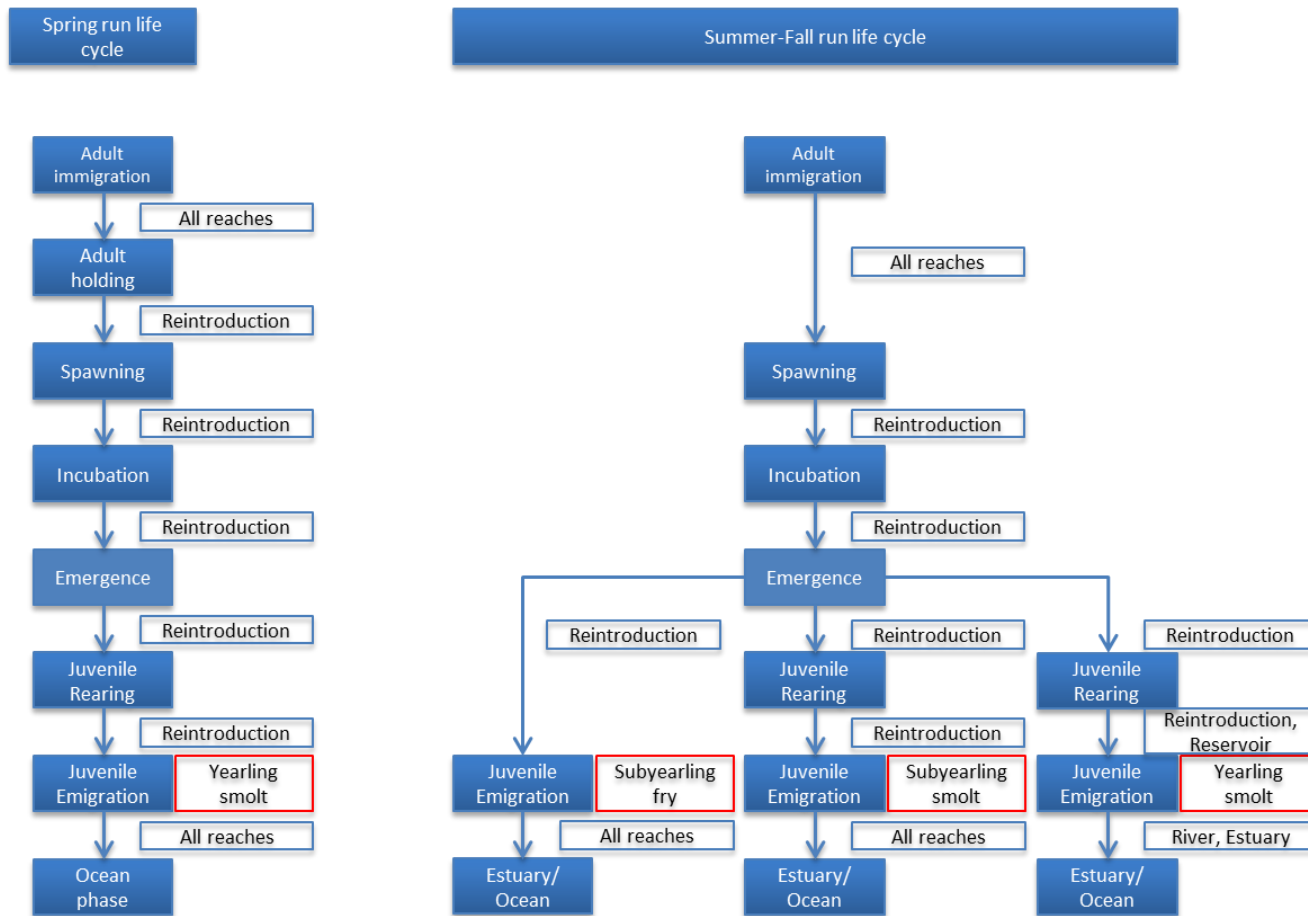 Spring run life
cycle
Summer-Fall run life cycle
Adult
immigration
All reaches
Adult
holding
Reintroduction
Spawning
Reintroduction
Incubation
Reintroduction
Emergence
Reintroduction
Juvenile
Rearing
Reintroduction
Juvenile
Emigration
Yearling
smolt
All reaches
Ocean
phase
Adult
immigration
All reaches
Spawning
Reintroduction
Incubation
Reintroduction
Emergence
Reintroduction
Juvenile
Emigration
Subyearling
fry
All reaches
Estuary/
Ocean
Reintroduction
Juvenile
Rearing
Reintroduction
Juvenile
Emigration
Subyearling
smolt
All reaches
Estuary/
Ocean
Reintroduction
Juvenile
Rearing
Reintroduction,
Reservoir
Juvenile
Emigration
Yearling
smolt
River, Estuary
Estuary/
Ocean